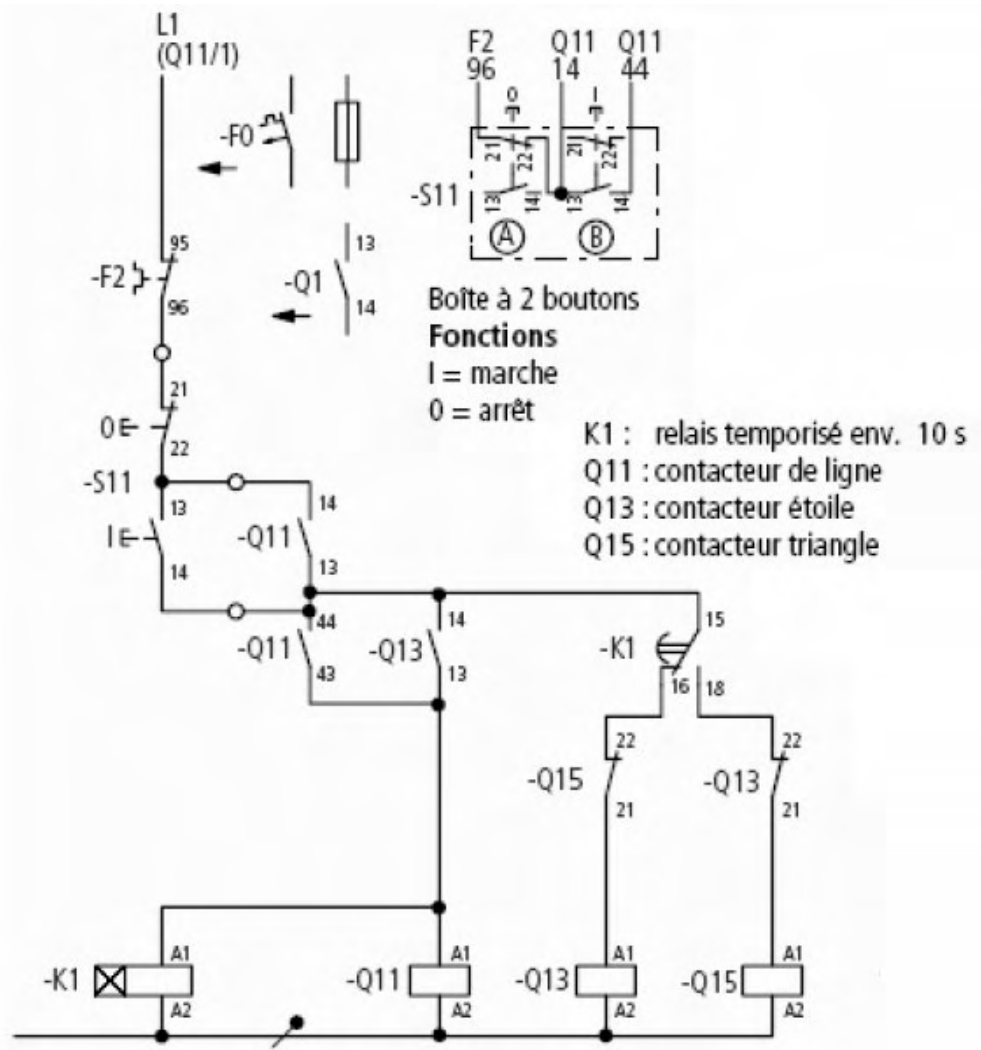 L1
(Q11/1)
F2 Q11 Q11
96 14 44
0 I
-F0
21 22 21 22
-S11
13 14 13 14
A B
95
-F2
96
13
-Q1
14
Boîte à 2 boutons
Fonctions
I = marche
0 = arrêt
21
0 E
22
K1 : relais temporisé env. 10 s
Q11 : contacteur de ligne
Q13 : contacteur étoile
Q15 : contacteur triangle
-S11
13
I E
14
14
-Q11
13
44
-Q11
43
14
-Q13
13
15
-K1
16 18
22
-Q15
21
22
-Q13
21
A1
-K1
A2
A1
-Q11
A2
A1
-Q13
A2
A1
-Q15
A2